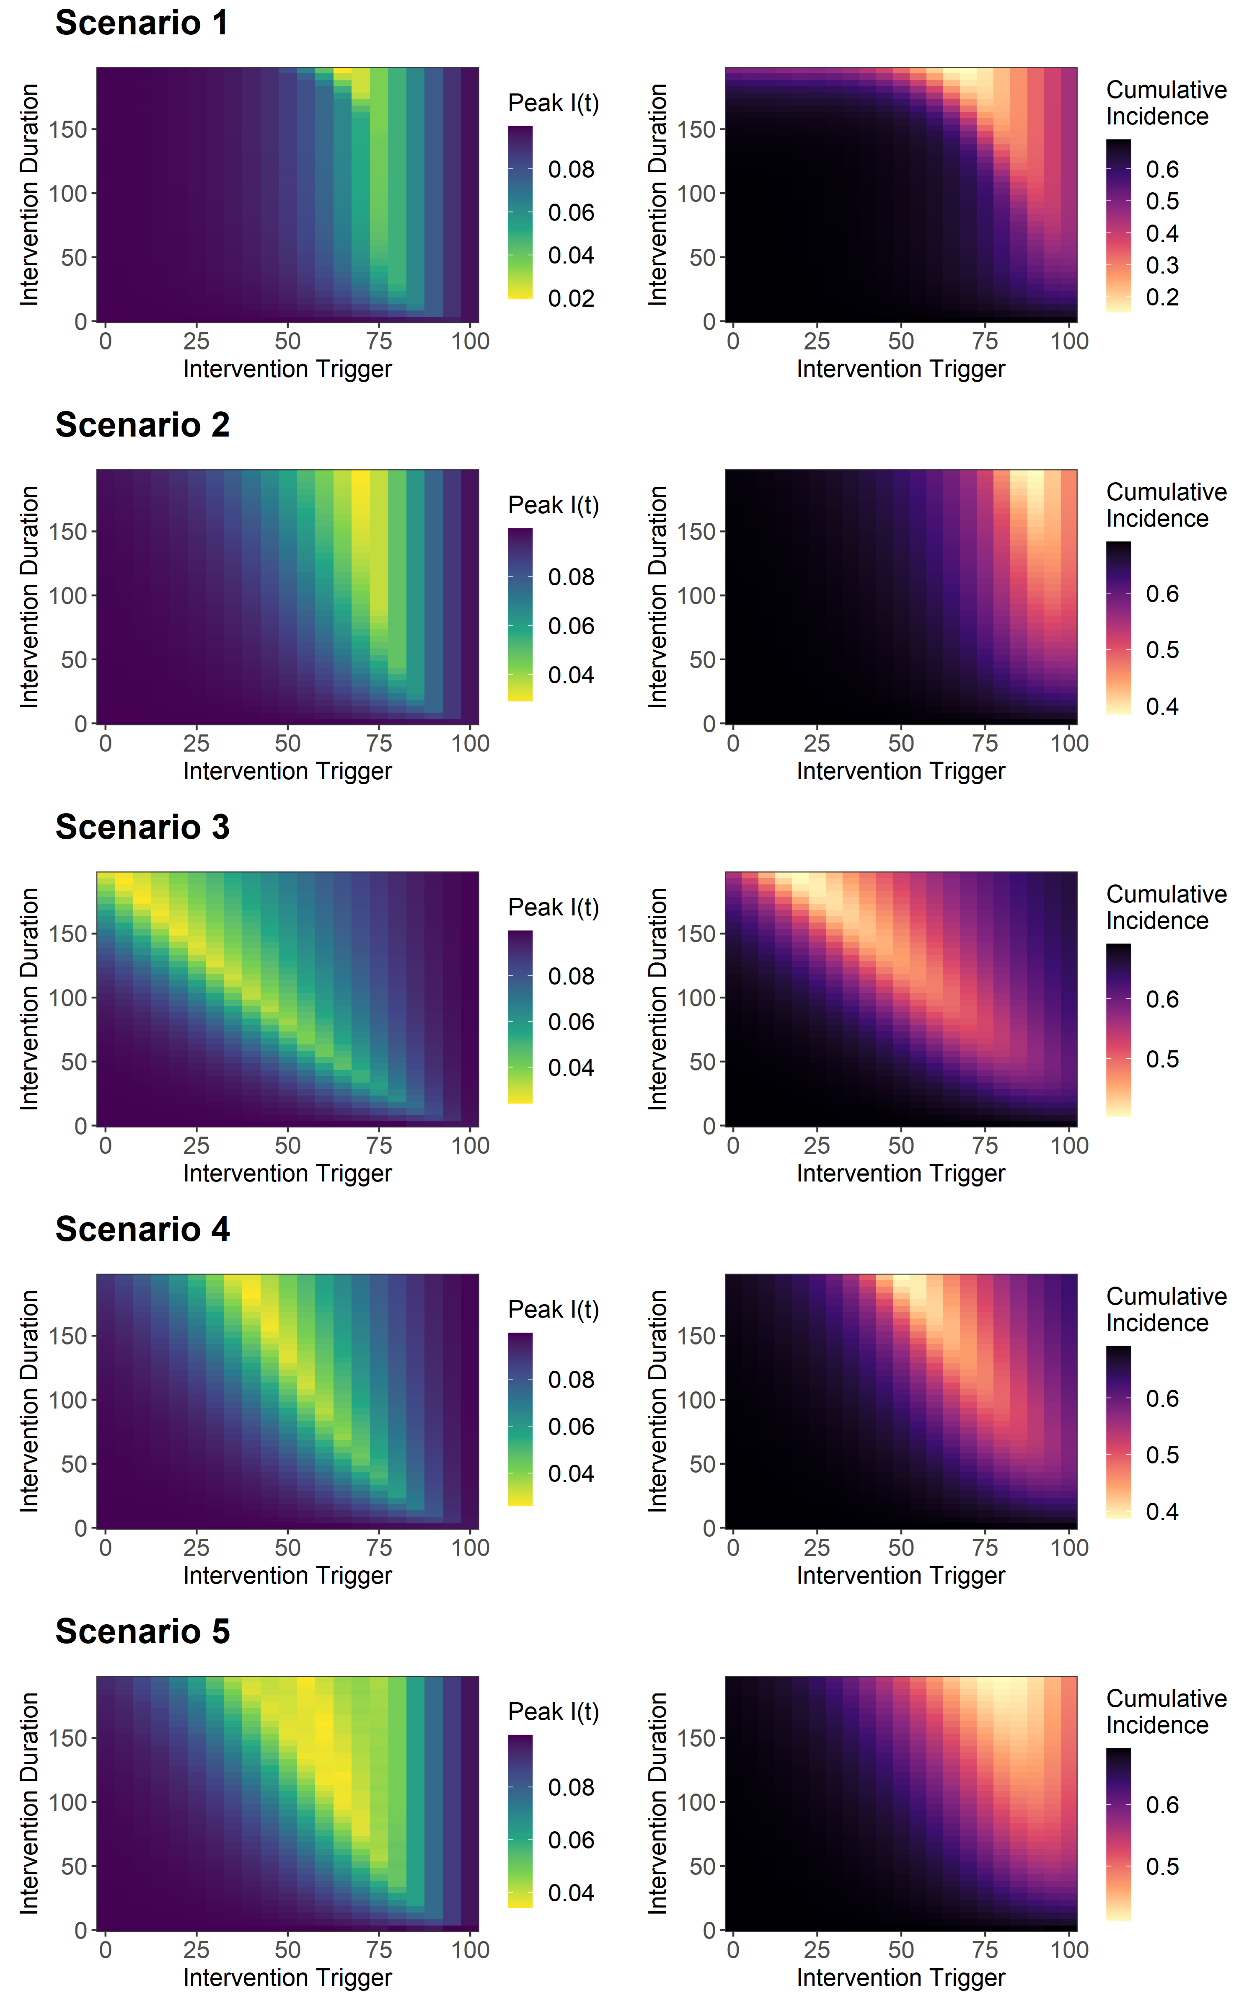 Scenario 1
Intervention Duration
150
100
50
0
0 25 50 75 100
Intervention Trigger
Peak I(t)
0.08
0.06
0.04
0.02
Intervention Duration
150
100
50
0
0 25 50 75 100
Intervention Trigger
Cumulative
Incidence
0.6
0.5
0.4
0.3
0.2
Scenario 2
Intervention Duration
150
100
50
0
0 25 50 75 100
Intervention Trigger
Peak I(t)
0.08
0.06
0.04
Intervention Duration
150
100
50
0
0 25 50 75 100
Intervention Trigger
Cumulative
Incidence
0.6
0.5
0.4
Scenario 3
Intervention Duration
150
100
50
0
0 25 50 75 100
Intervention Trigger
Peak I(t)
0.08
0.06
0.04
Intervention Duration
150
100
50
0
0 25 50 75 100
Intervention Trigger
Cumulative
Incidence
0.6
0.5
Scenario 4
Intervention Duration
150
100
50
0
0 25 50 75 100
Intervention Trigger
Peak I(t)
0.08
0.06
0.04
Intervention Duration
150
100
50
0
0 25 50 75 100
Intervention Trigger
Cumulative
Incidence
0.6
0.5
0.4
Scenario 5
Intervention Duration
150
100
50
0
0 25 50 75 100
Intervention Trigger
Peak I(t)
0.08
0.06
0.04
Intervention Duration
150
100
50
0
0 25 50 75 100
Intervention Trigger
Cumulative
Incidence
0.6
0.5